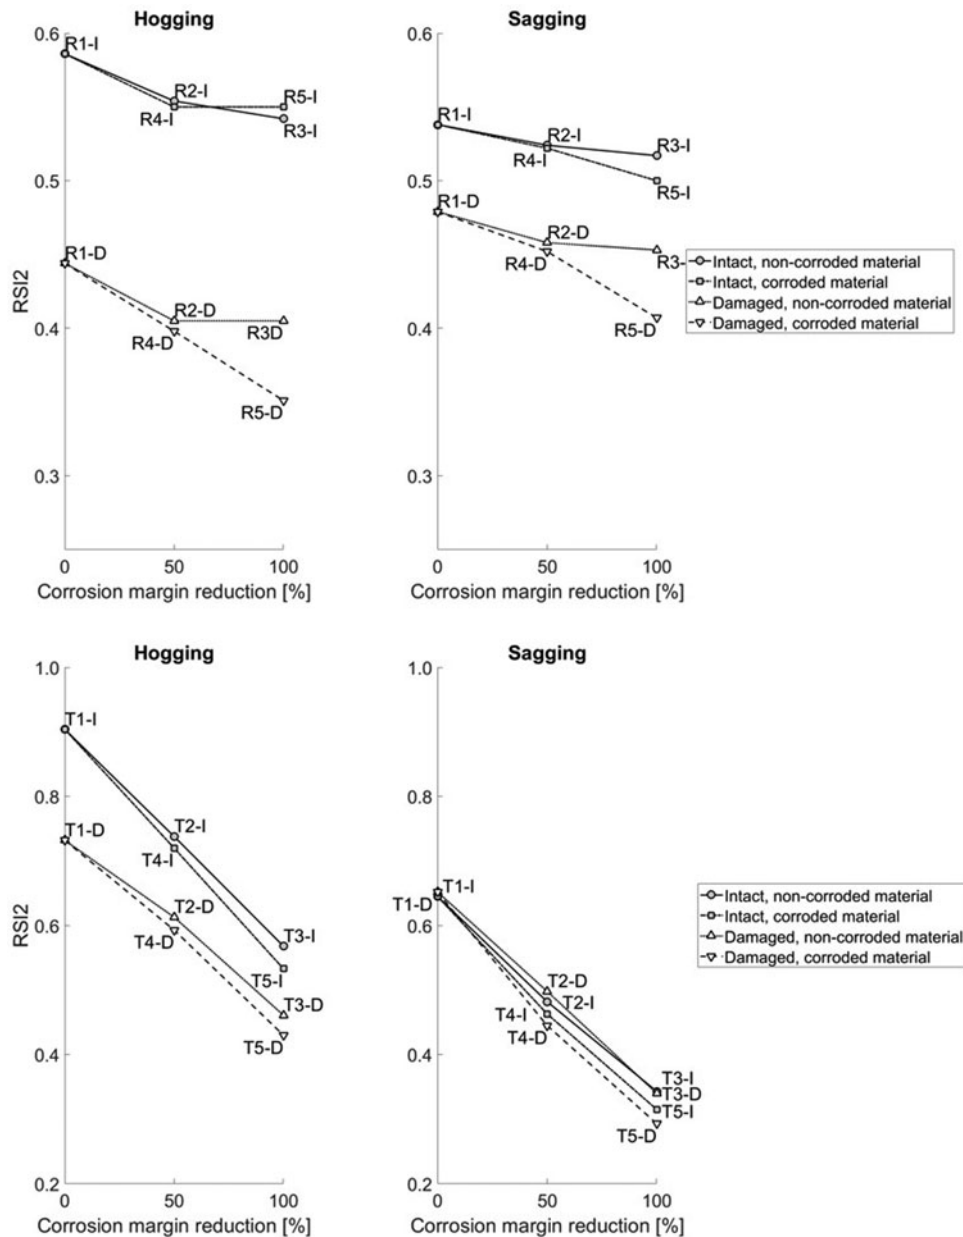 Hogging
0.6
0.5
0.4
0.3
RSI2
R1-I
R2-I
R4-I
R5-I
R3-I
R1-D
R2-D
R4-D
R3D
R5-D
0
50
100
Corrosion margin reduction [%]
Sagging
0.6
0.5
0.4
0.3
R1-I
R2-I
R4-I
R3-I
R5-I
R1-D
R2-D
R4-D
R3-
R5-D
0
50
100
Corrosion margin reduction [%]
Intact, non-corroded material
Intact, corroded material
Damaged, non-corroded material
Damaged, corroded material
Hogging
1.0
0.8
0.6
0.4
0.2
RSI2
T1-I
T2-I
T4-I
T1-D
T2-D
T4-D
T3-I
T5-I
T3-D
T5-D
0
50
100
Corrosion margin reduction [%]
Sagging
1.0
0.8
0.6
0.4
0.2
T1-I
T1-D
T2-D
T2-I
T4-I
T4-D
T3-I
T3-D
T5-I
T5-D
0
50
100
Corrosion margin reduction [%]
Intact, non-corroded material
Intact, corroded material
Damaged, non-corroded material
Damaged, corroded material